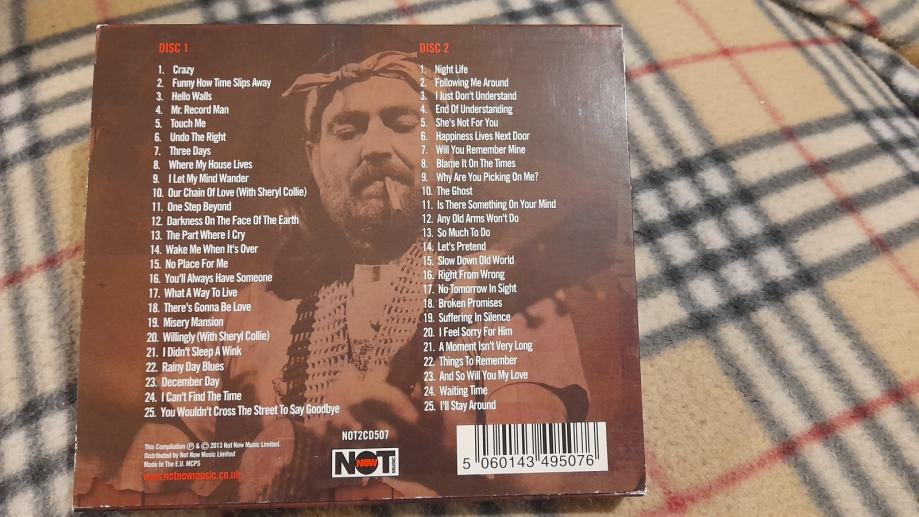 DISC 1
1. Crazy
2. Funny How Time Slips Away
3. Hello Walls
4. Mr. Record Man
5. Touch Me
6. Undo The Right
7. Three Days
8. Where My House Lives
9. I Let My Mind Wander
10. Our Chain Of Love (With Sheryl Collie)
11. One Step Beyond
12. Darkness On The Face Of The Earth
13. The Part Where I Cry
14. Wake Me When It's Over
15. No Place For Me
16. You'll Always Have Someone
17. What A Way To Live
18. There's Gonna Be Love
19. Misery Mansion
20. Willingly (With Sheryl Collie)
21. I Didn't Sleep A Wink
22. Rainy Day Blues
23. December Day
24. I Can't Find The Time
25. You Wouldn't Cross The Street To Say Goodbye
DISC 2
1. Night Life
2. Following Me Around
3. I Just Don't Understand
4. End Of Understanding
5. She's Not For You
6. Happiness Lives Next Door
7. Will You Remember Mine
8. Blame It On The Times
9. Why Are You Picking On Me?
10. The Ghost
11. Is There Something On Your Mind
12. Any Old Arms Won't Do
13. So Much To Do
14. Let's Pretend
15. Slow Down Old World
16. Right From Wrong
17. No Tomorrow In Sight
18. Broken Promises
19. Suffering In Silence
20. I Feel Sorry For Him
21. A Moment Isn't Very Long
22. Things To Remember
23. And So Will You My Love
24. Waiting Time
25. I'll Stay Around
This Compilation ℗ & © 2013 Not Now Music Limited.
Distributed by Not Now Music Limited
Made In The E.U. MCPS
www.notnowmusic.co.uk
NOT2CD507
NOT NOW MUSIC
5 060143 495076